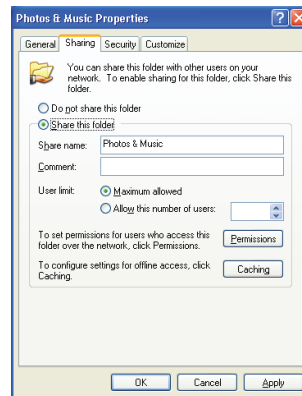 Photos & Music Properties
General Sharing Security Customize
You can share this folder with other users on your
network. To enable sharing for this folder, click Share this
folder.
Do not share this folder
Share this folder
Share name: Photos & Music
Comment:
User limit: Maximum allowed
Allow this number of users:
To set permissions for users who access this
folder over the network, click Permissions.
Permissions
To configure settings for offline access, click
Caching.
Caching
OK Cancel Apply